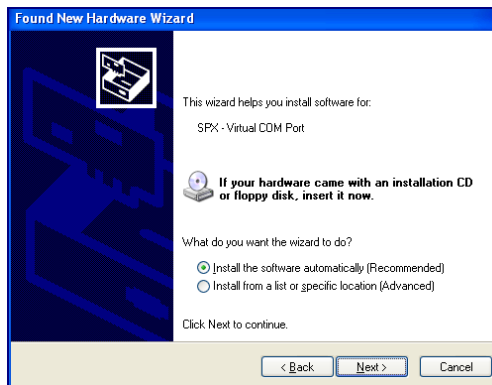 Found New Hardware Wizard
This wizard helps you install software for:
SPX - Virtual COM Port
If your hardware came with an installation CD
or floppy disk, insert it now.
What do you want the wizard to do?
Install the software automatically (Recommended)
Install from a list or specific location (Advanced)
Click Next to continue.
< Back Next > Cancel